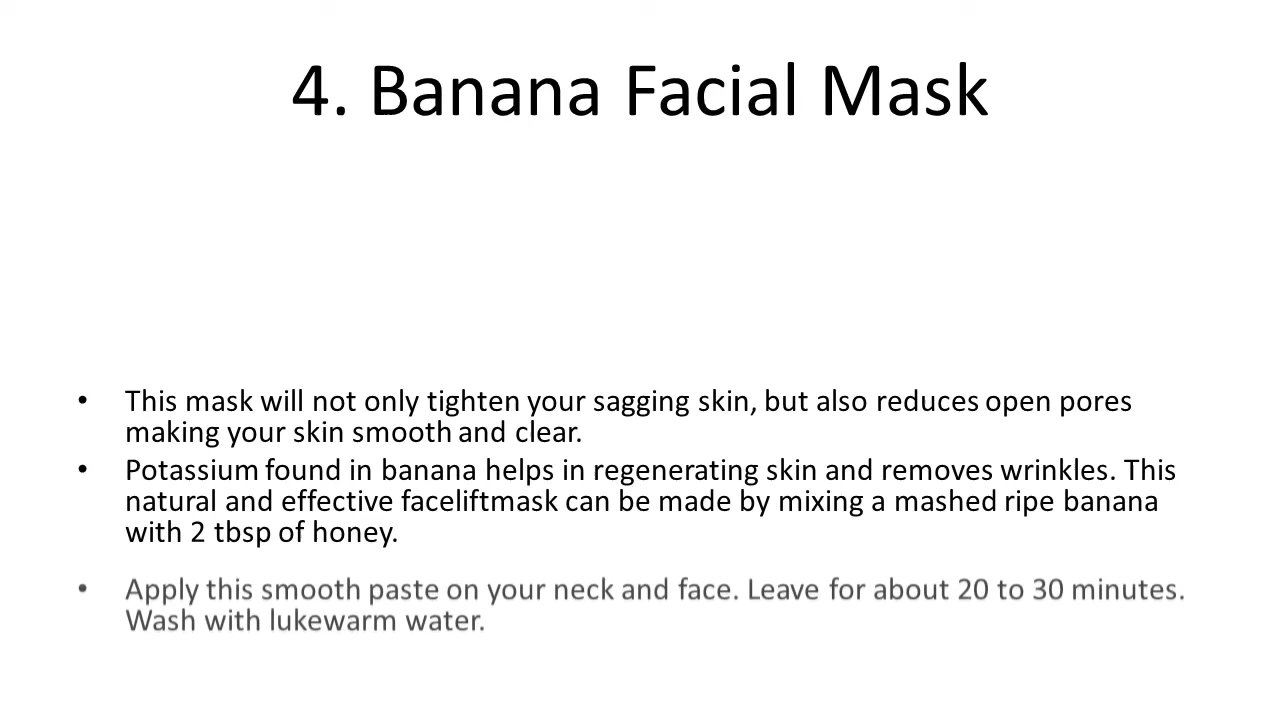 4. Banana Facial Mask
• This mask will not only tighten your sagging skin, but also reduces open pores
making your skin smooth and clear.
• Potassium found in banana helps in regenerating skin and removes wrinkles. This
natural and effective faceliftmask can be made by mixing a mashed ripe banana
with 2 tbsp of honey.
• Apply this smooth paste on your neck and face. Leave for about 20 to 30 minutes.
Wash with lukewarm water.